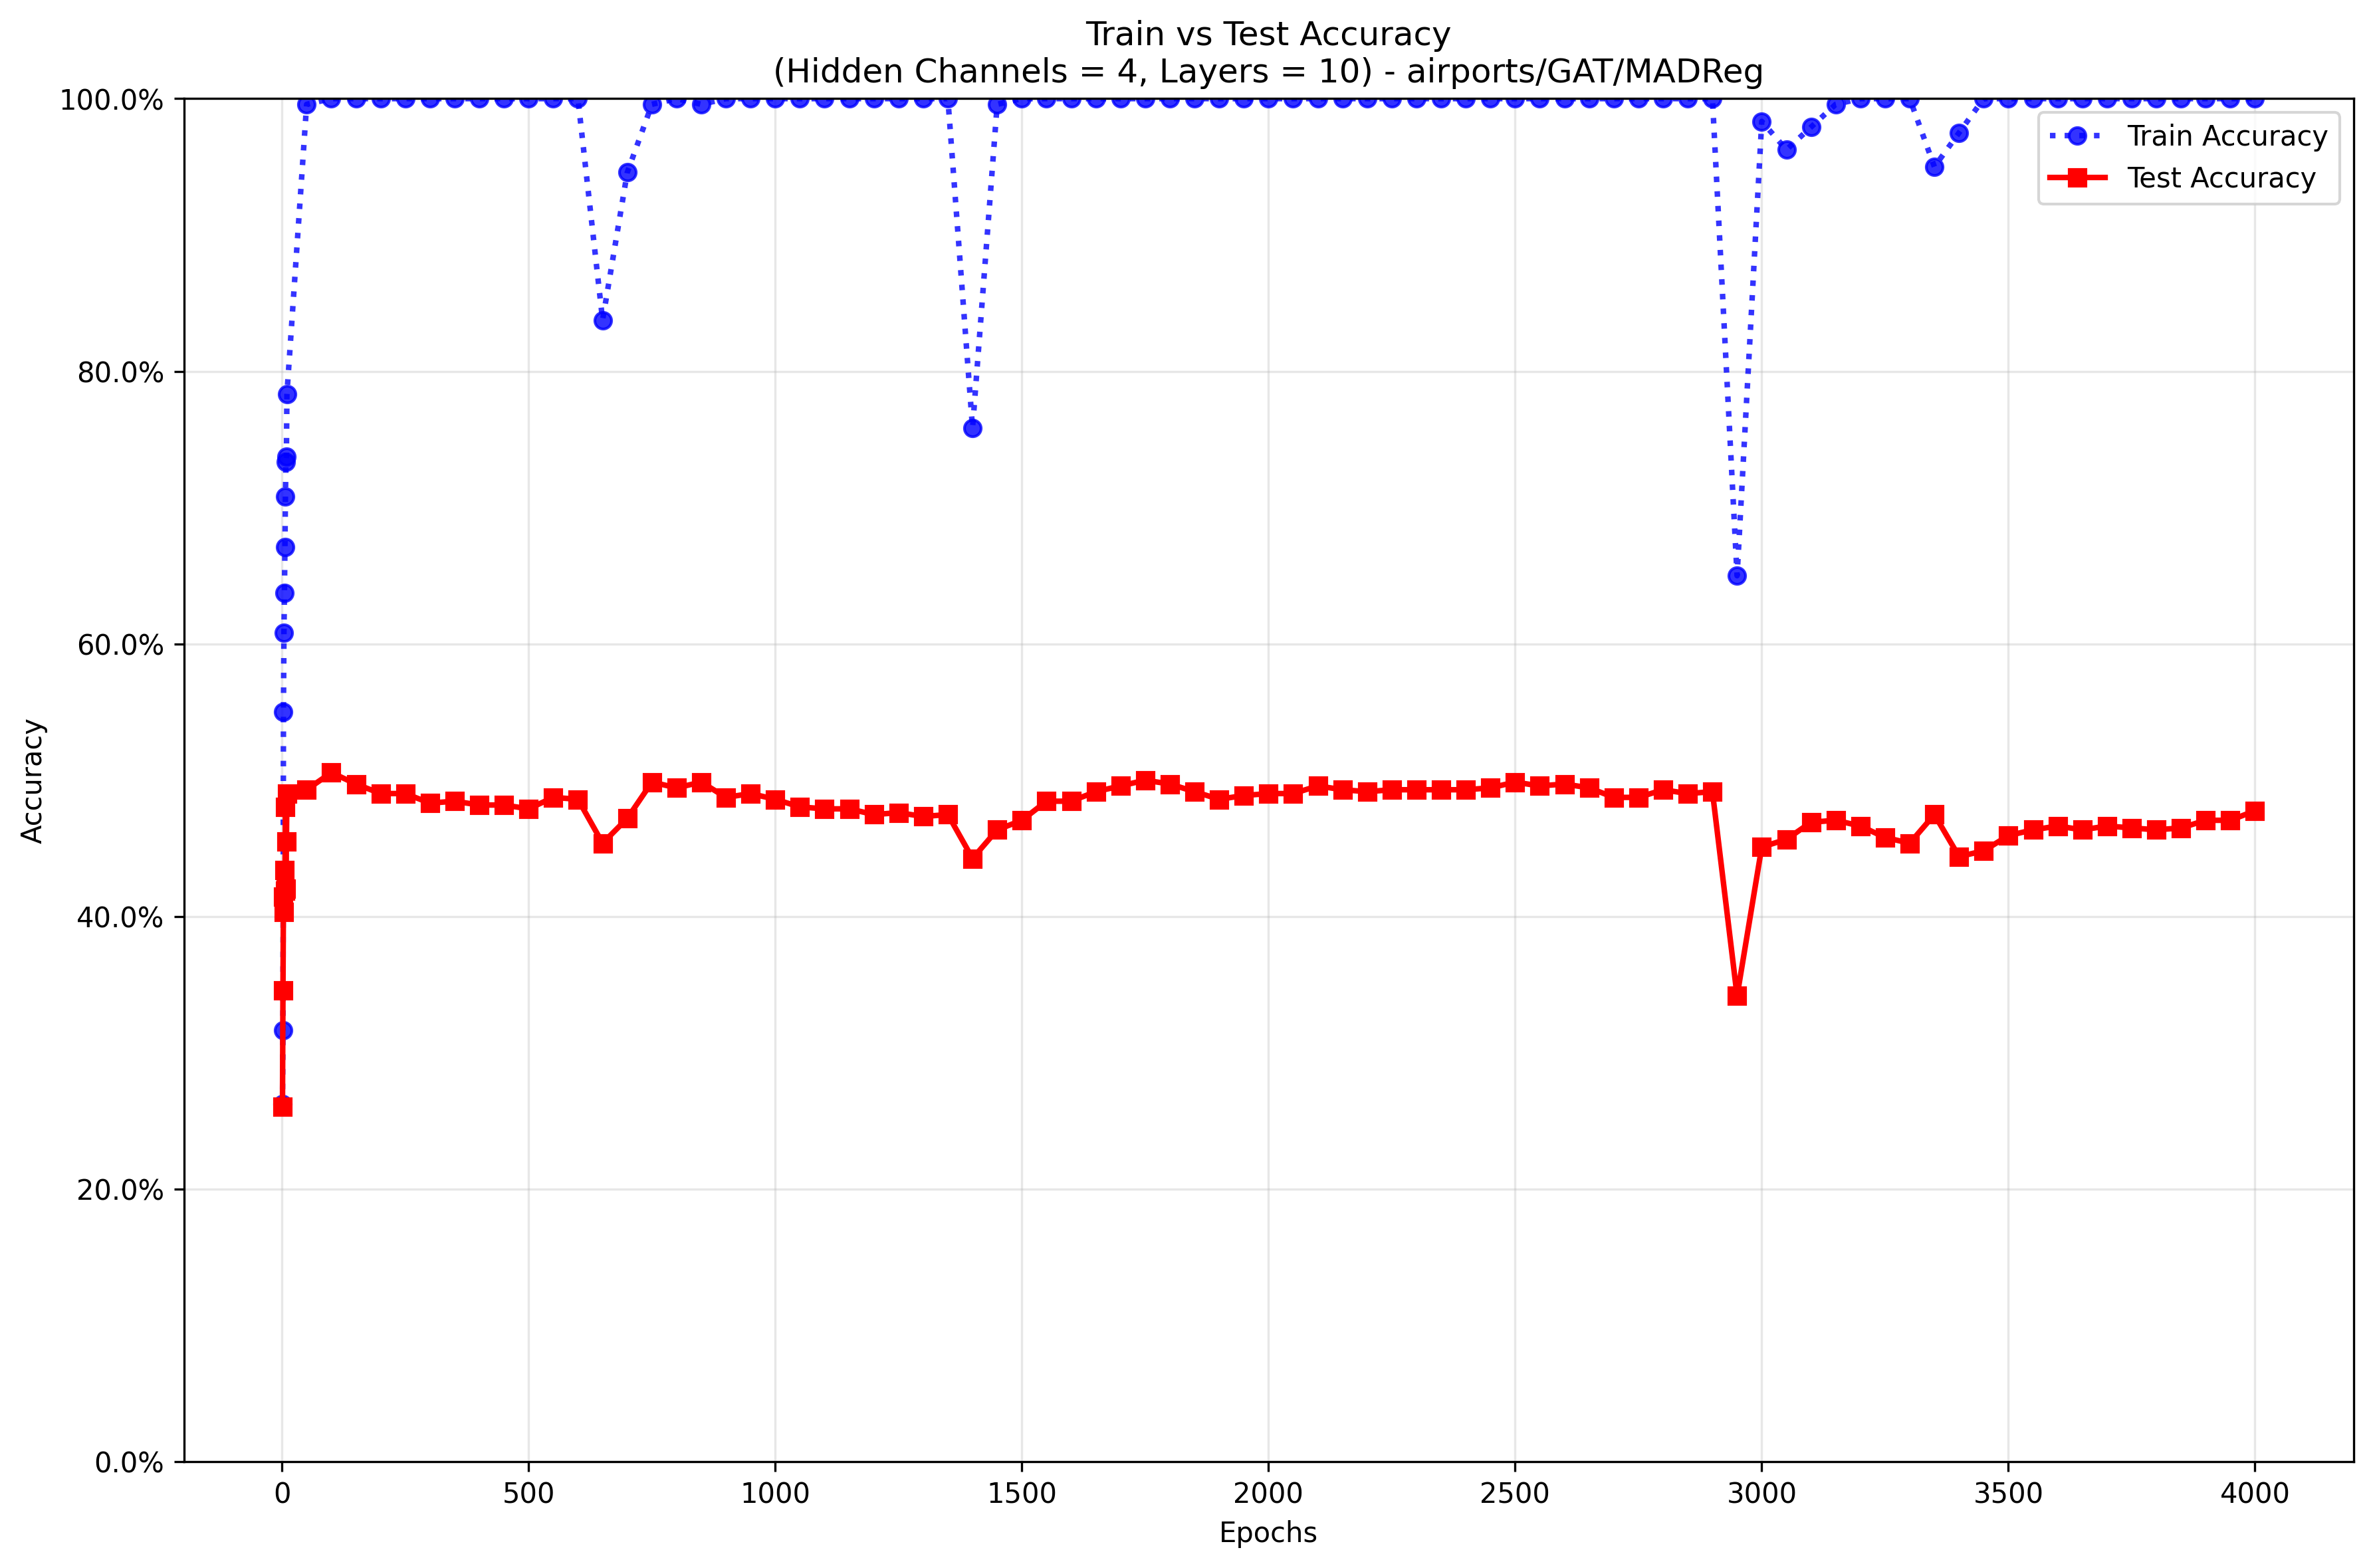 Train vs Test Accuracy
(Hidden Channels = 4, Layers = 10) - airports/GAT/MADReg
100.0%
80.0%
60.0%
40.0%
20.0%
0.0%
Accuracy
Train Accuracy
Test Accuracy
0 500 1000 1500 2000 2500 3000 3500 4000
Epochs